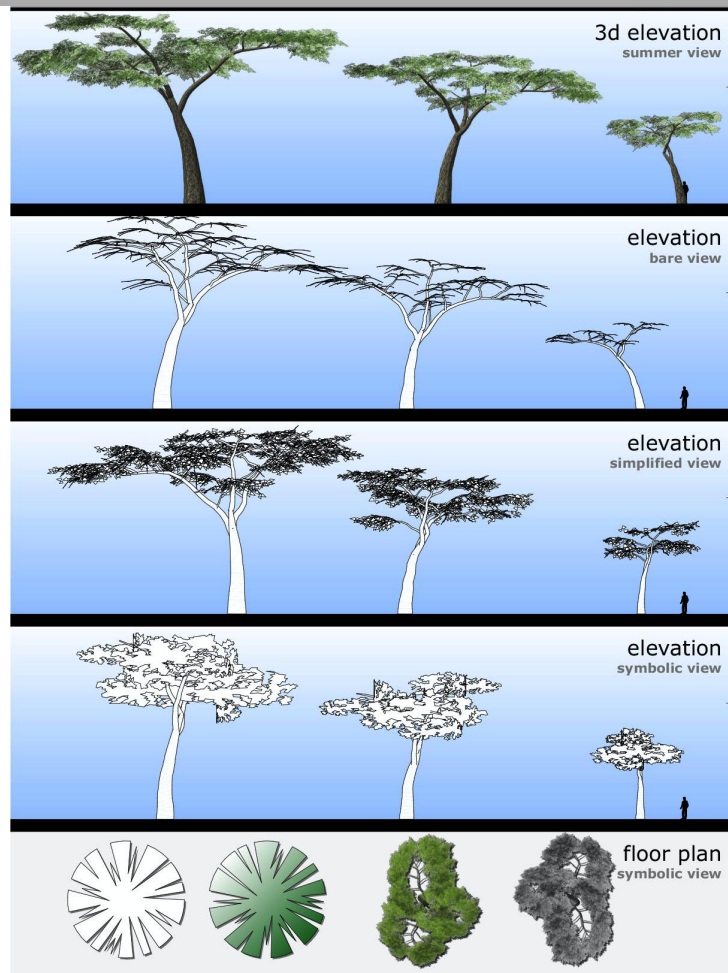 3d elevation
summer view
elevation
bare view
elevation
simplified view
elevation
symbolic view
floor plan
symbolic view